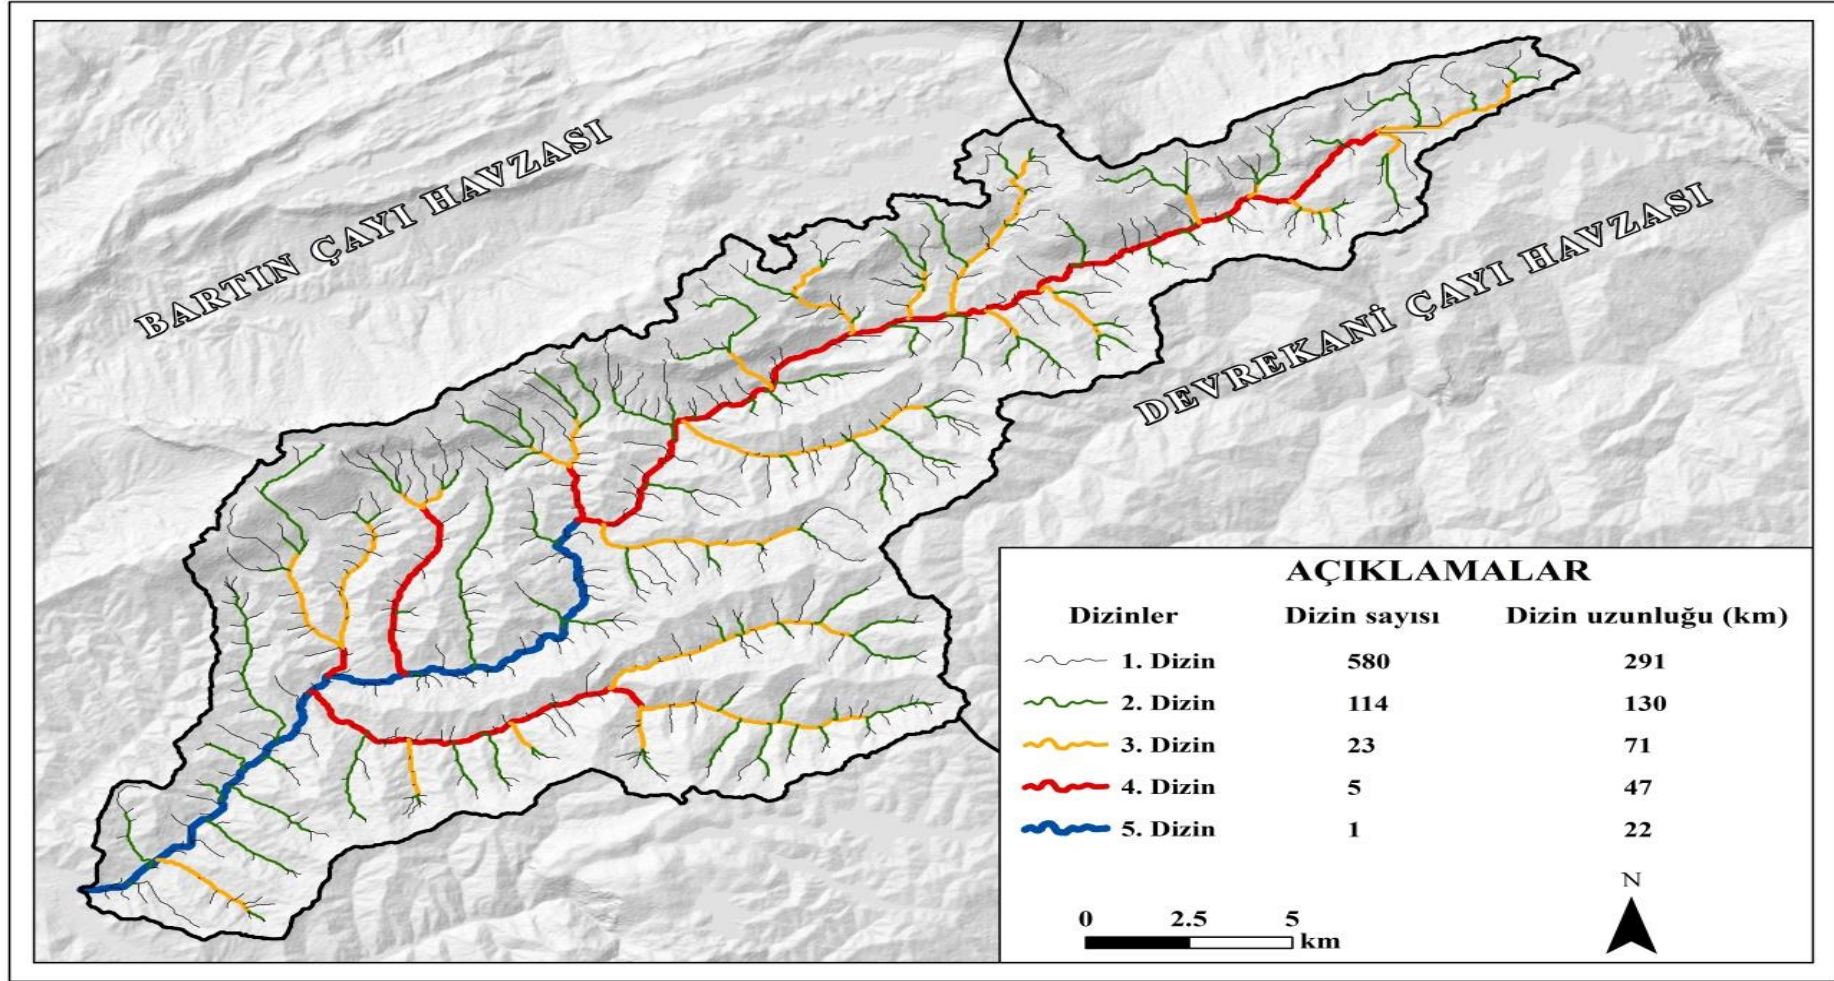 BARTIN ÇAYI HAVZASI
DEVREKANİ ÇAYI HAVZASI
AÇIKLAMALAR
Dizinler Dizin sayısı Dizin uzunluğu (km)
1. Dizin 580 291
2. Dizin 114 130
3. Dizin 23 71
4. Dizin 5 47
5. Dizin 1 22
N
0 2.5 5
km